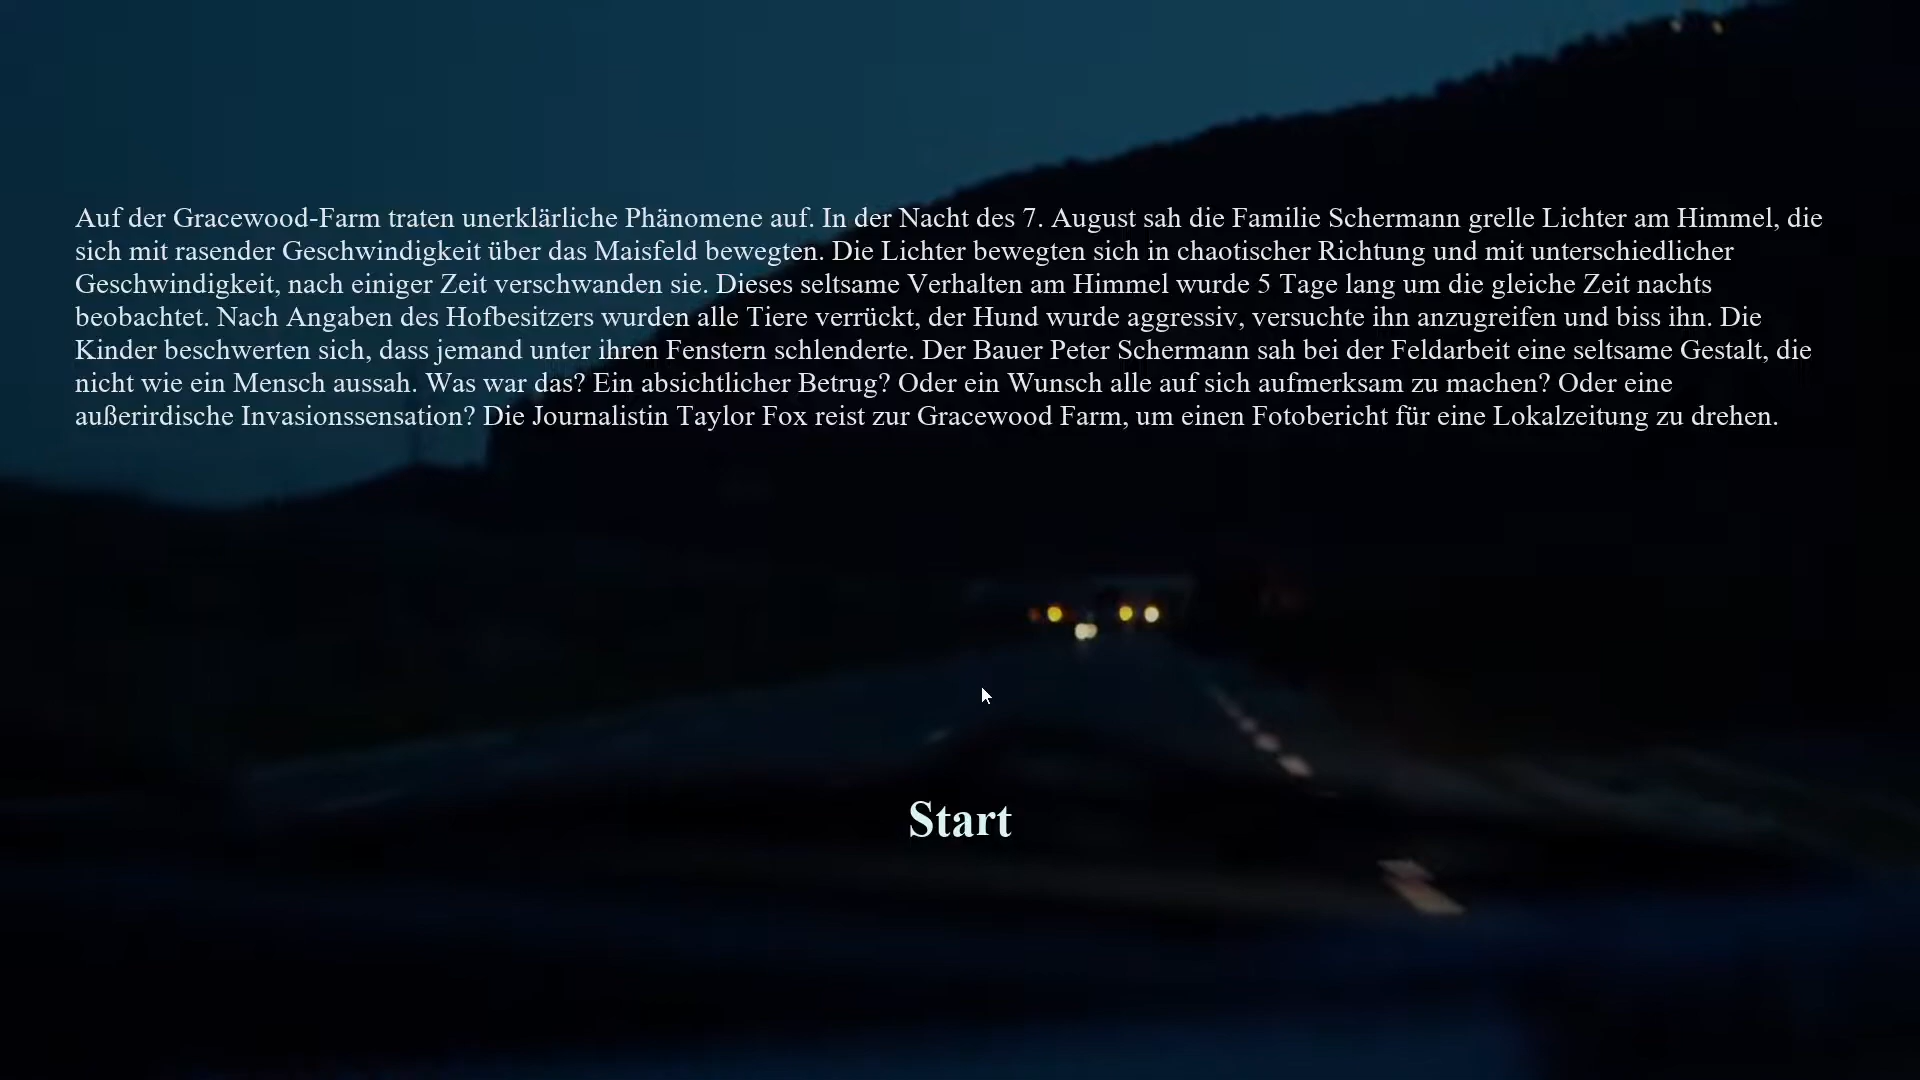 Auf der Gracewood-Farm traten unerklärliche Phänomene auf. In der Nacht des 7. August sah die Familie Schermann grelle Lichter am Himmel, die
sich mit rasender Geschwindigkeit über das Maisfeld bewegten. Die Lichter bewegten sich in chaotischer Richtung und mit unterschiedlicher
Geschwindigkeit, nach einiger Zeit verschwanden sie. Dieses seltsame Verhalten am Himmel wurde 5 Tage lang um die gleiche Zeit nachts
beobachtet. Nach Angaben des Hofbesitzers wurden alle Tiere verrückt, der Hund wurde aggressiv, versuchte ihn anzugreifen und biss ihn. Die
Kinder beschwerten sich, dass jemand unter ihren Fenstern schlenderte. Der Bauer Peter Schermann sah bei der Feldarbeit eine seltsame Gestalt, die
nicht wie ein Mensch aussah. Was war das? Ein absichtlicher Betrug? Oder ein Wunsch alle auf sich aufmerksam zu machen? Oder eine
außerirdische Invasionssensation? Die Journalistin Taylor Fox reist zur Gracewood Farm, um einen Fotobericht für eine Lokalzeitung zu drehen.
Start